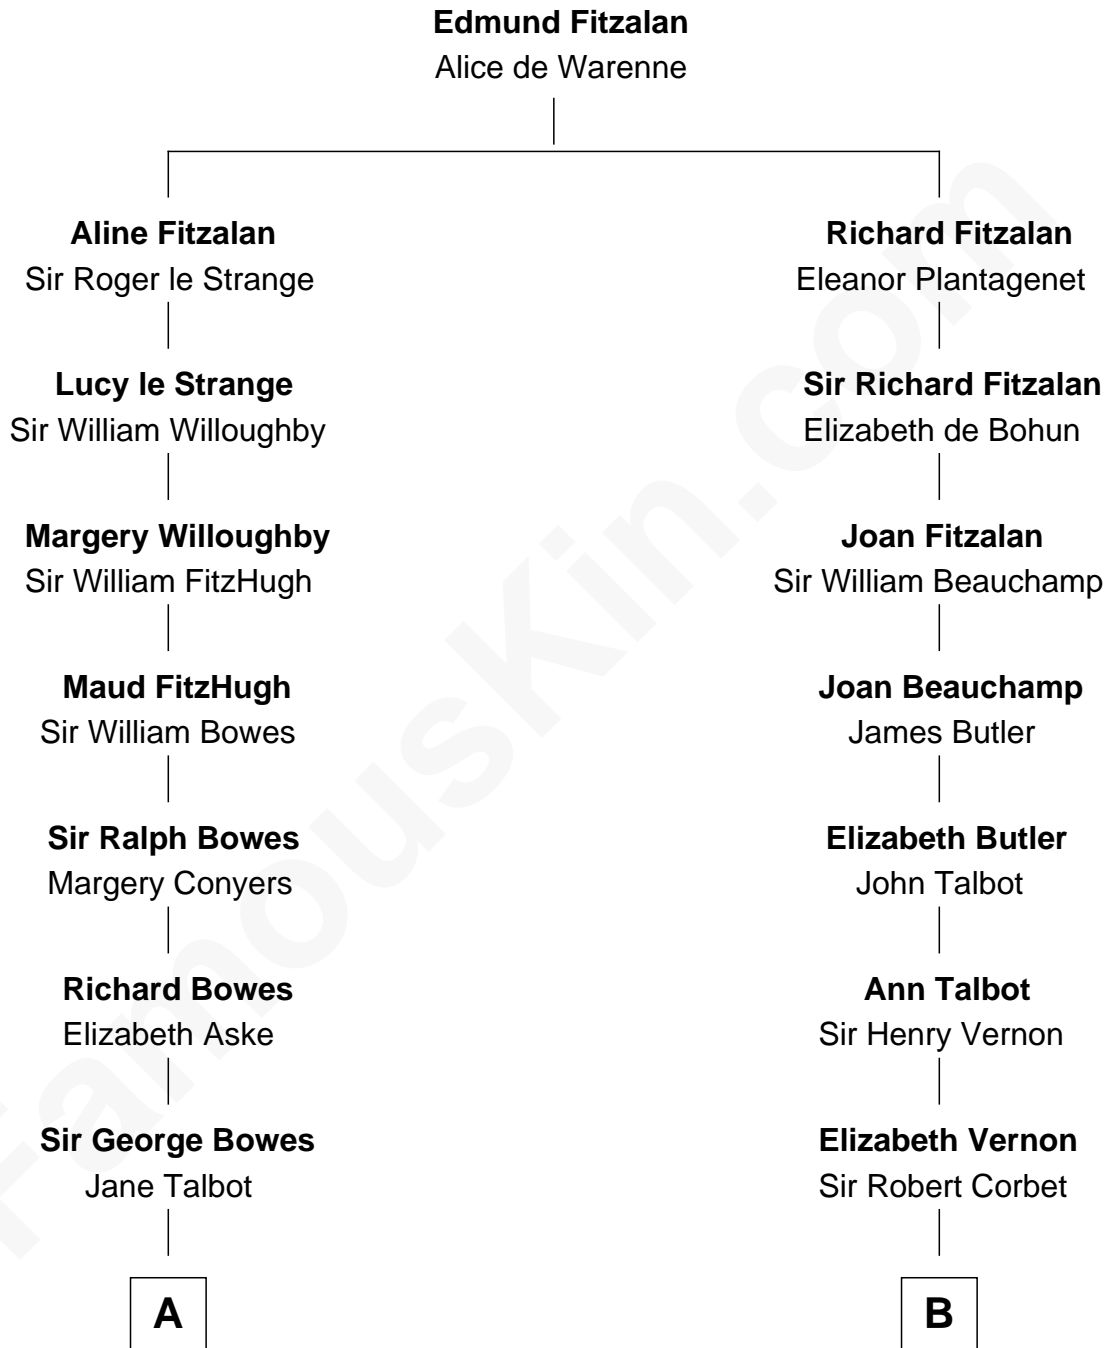 Edmund Fitzalan
Alice de Warenne
Aline Fitzalan
Sir Roger le Strange
Richard Fitzalan
Eleanor Plantagenet
Lucy le Strange
Sir William Willoughby
Sir Richard Fitzalan
Elizabeth de Bohun
Margery Willoughby
Sir William FitzHugh
Joan Fitzalan
Sir William Beauchamp
Maud FitzHugh
Sir William Bowes
Joan Beauchamp
James Butler
Sir Ralph Bowes
Margery Conyers
Elizabeth Butler
John Talbot
Richard Bowes
Elizabeth Aske
Ann Talbot
Sir Henry Vernon
Sir George Bowes
Jane Talbot
Elizabeth Vernon
Sir Robert Corbet
A
B
FamousKin.com